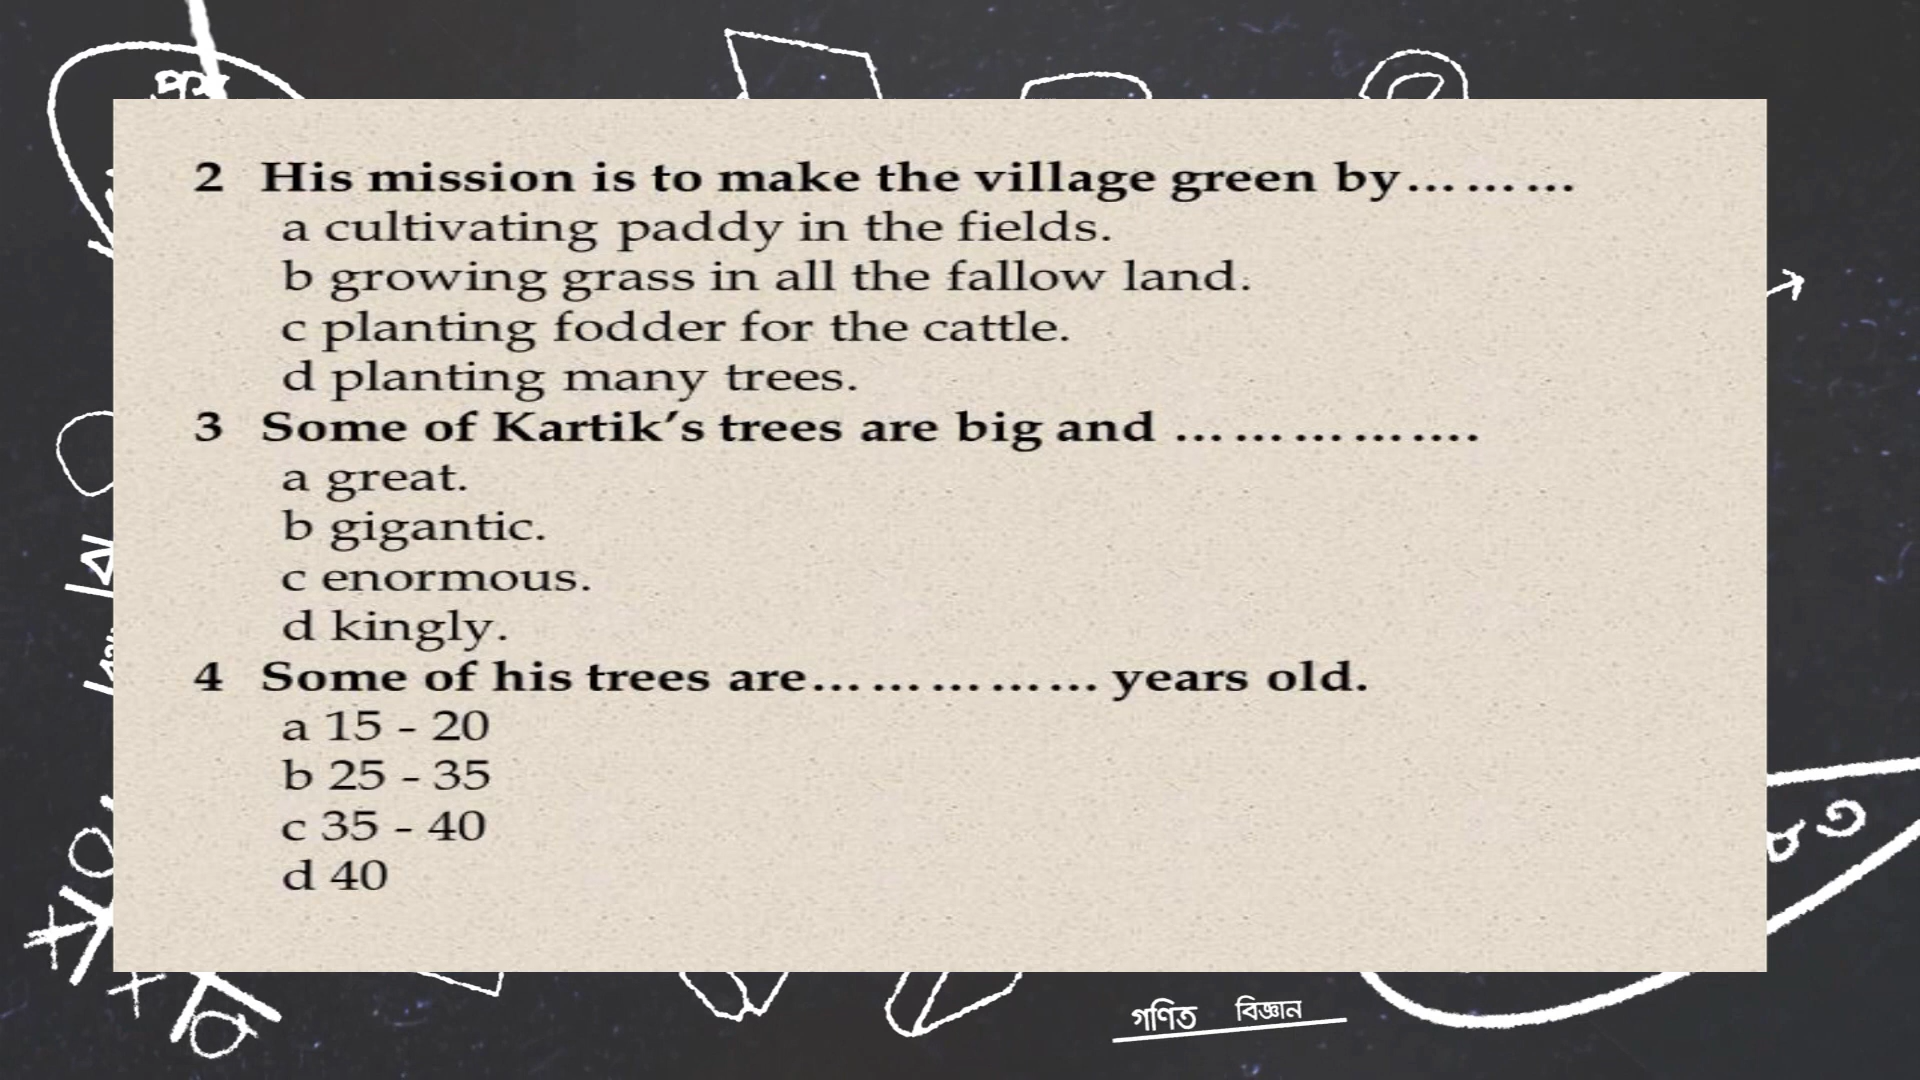 2 His mission is to make the village green by………
a cultivating paddy in the fields.
b growing grass in all the fallow land.
c planting fodder for the cattle.
d planting many trees.
3 Some of Kartik’s trees are big and …………….
a great.
b gigantic.
c enormous.
d kingly.
4 Some of his trees are…………… years old.
a 15 - 20
b 25 - 35
c 35 - 40
d 40
গণিত বিজ্ঞান